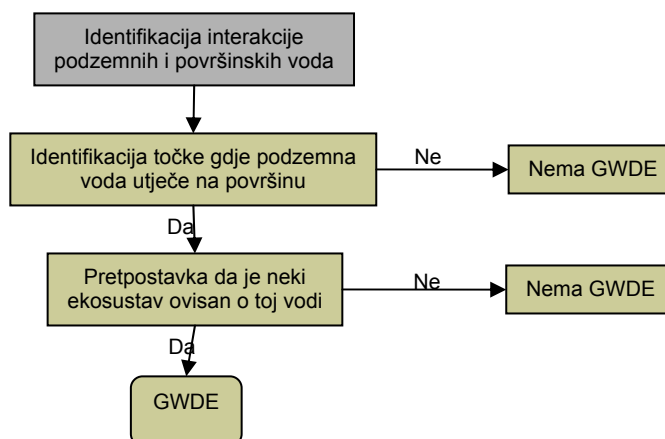 Identifikacija interakcije
podzemnih i površinskih voda
Identifikacija točke gdje podzemna
voda utječe na površinu
Ne
Nema GWDE
Da
Pretpostavka da je neki
ekosustav ovisan o toj vodi
Ne
Nema GWDE
Da
GWDE